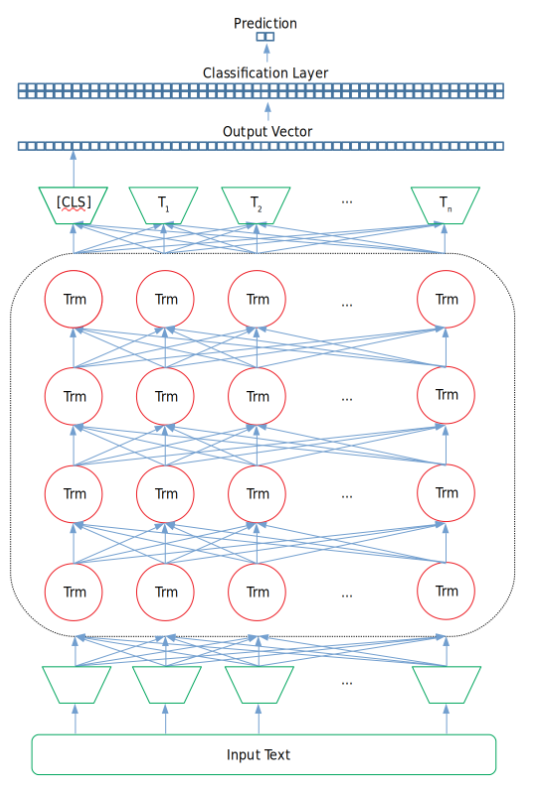 Prediction
Classification Layer
Output Vector
[CLS] T1 T2 ... Tn
Trm Trm Trm ... Trm
Trm Trm Trm ... Trm
Trm Trm Trm ... Trm
Trm Trm Trm ... Trm
...
Input Text